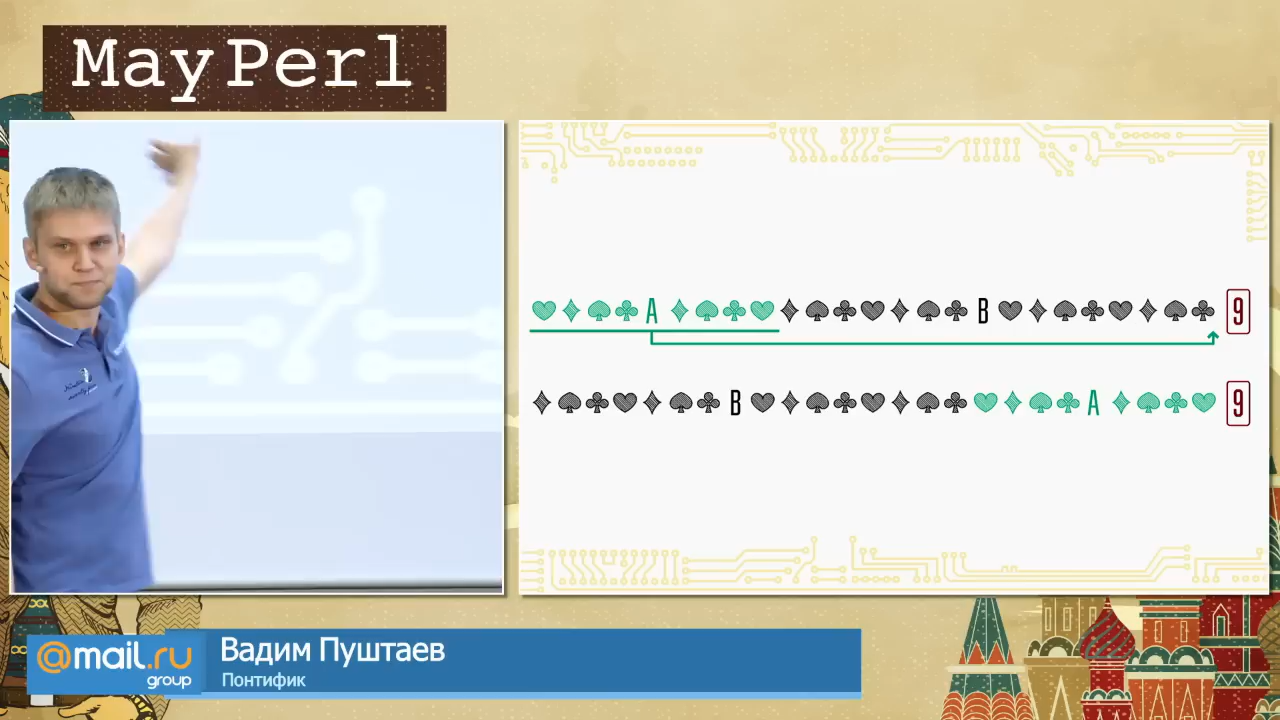 MayPerl
♥ ♦ ♠ ♣ A ♦ ♠ ♣ ♥ ♦ ♠ ♣ ♥ ♦ ♠ ♣ B ♥ ♦ ♠ ♣ ♥ ♦ ♠ ♣ 9
♦ ♠ ♣ ♥ ♦ ♠ ♣ B ♥ ♦ ♠ ♣ ♥ ♦ ♠ ♣ ♥ ♦ ♠ ♣ A ♦ ♠ ♣ ♥ 9
@mail.ru
group
Вадим Пуштаев
Понтифик